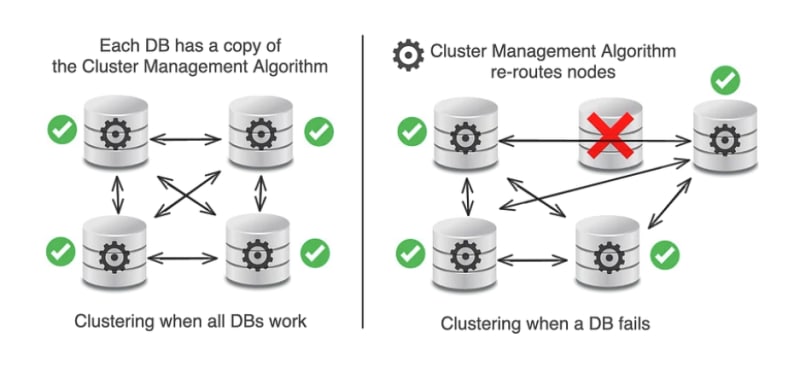 Each DB has a copy of
the Cluster Management Algorithm
Clustering when all DBs work
Cluster Management Algorithm
re-routes nodes
Clustering when a DB fails